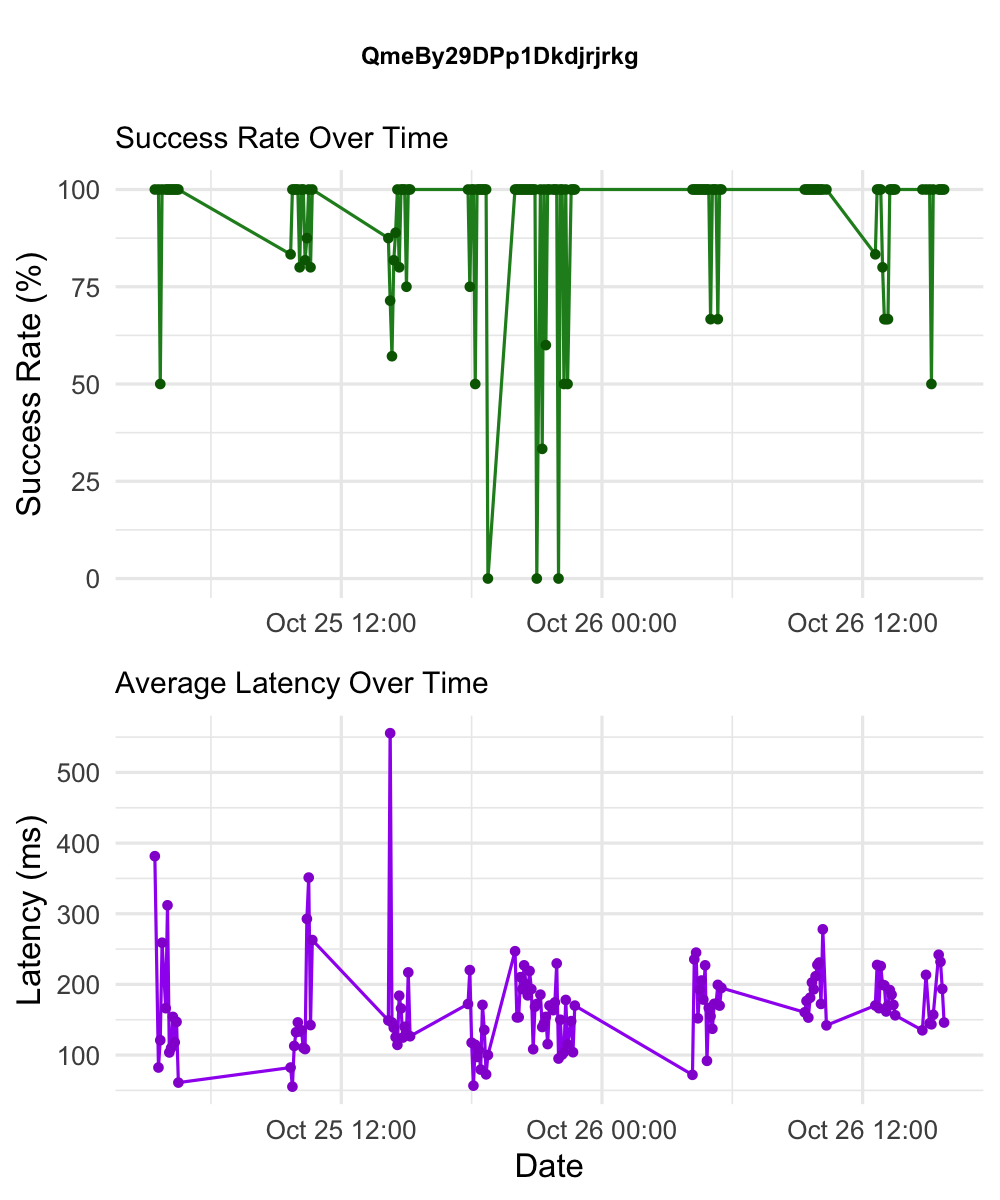 QmeBy29DPp1Dkdjrjrkg
Success Rate Over Time
Success Rate (%)
100
75
50
25
0
Oct 25 12:00 Oct 26 00:00 Oct 26 12:00
Average Latency Over Time
Latency (ms)
500
400
300
200
100
Oct 25 12:00 Oct 26 00:00 Oct 26 12:00
Date